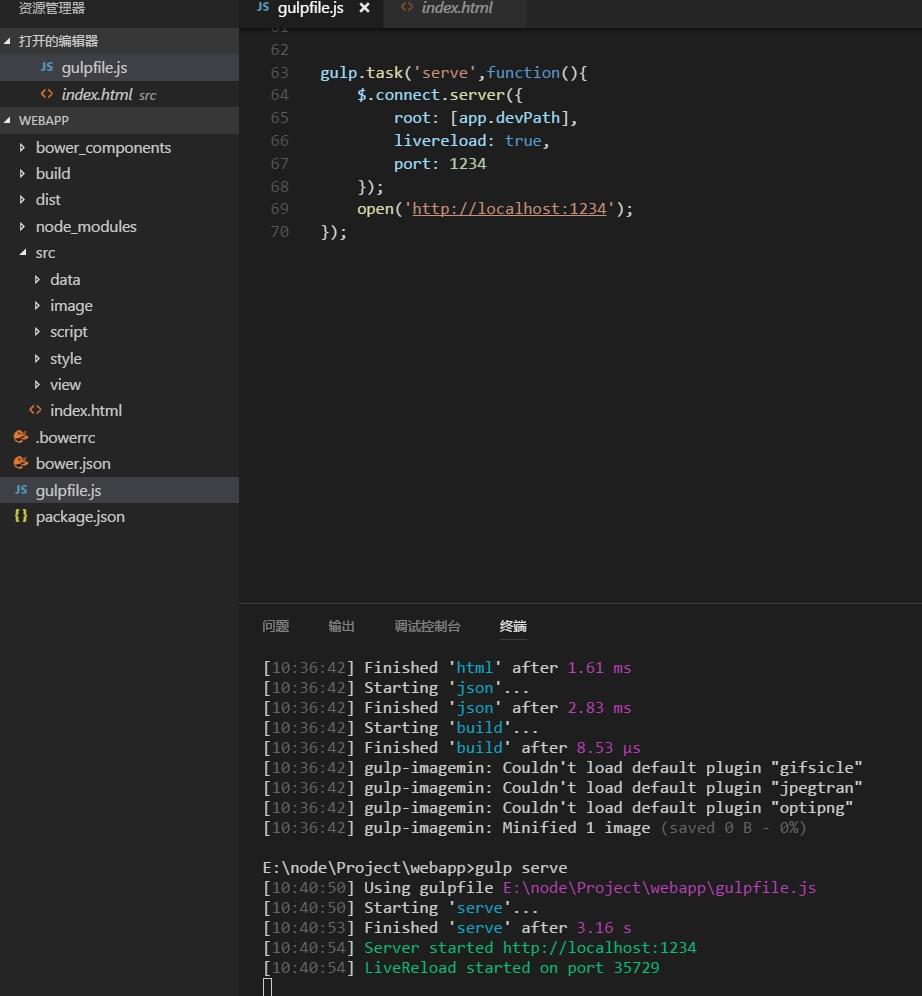 资源管理器
打开的编辑器
JS gulpfile.js
<> index.html src
WEBAPP
bower_components
build
dist
node_modules
src
data
image
script
style
view
<> index.html
.bowerrc
bower.json
JS gulpfile.js
{} package.json
JS gulpfile.js ×
<> index.html
61
62
63 gulp.task('serve',function(){
64 $.connect.server({
65 root: [app.devPath],
66 livereload: true,
67 port: 1234
68 });
69 open('http://localhost:1234');
70 });
问题 输出 调试控制台 终端
[10:36:42] Finished 'html' after 1.61 ms
[10:36:42] Starting 'json'...
[10:36:42] Finished 'json' after 2.83 ms
[10:36:42] Starting 'build'...
[10:36:42] Finished 'build' after 8.53 μs
[10:36:42] gulp-imagemin: Couldn't load default plugin "gifsicle"
[10:36:42] gulp-imagemin: Couldn't load default plugin "jpegtran"
[10:36:42] gulp-imagemin: Couldn't load default plugin "optipng"
[10:36:42] gulp-imagemin: Minified 1 image (saved 0 B - 0%)
E:\node\Project\webapp>gulp serve
[10:40:50] Using gulpfile E:\node\Project\webapp\gulpfile.js
[10:40:50] Starting 'serve'...
[10:40:53] Finished 'serve' after 3.16 s
[10:40:54] Server started http://localhost:1234
[10:40:54] LiveReload started on port 35729